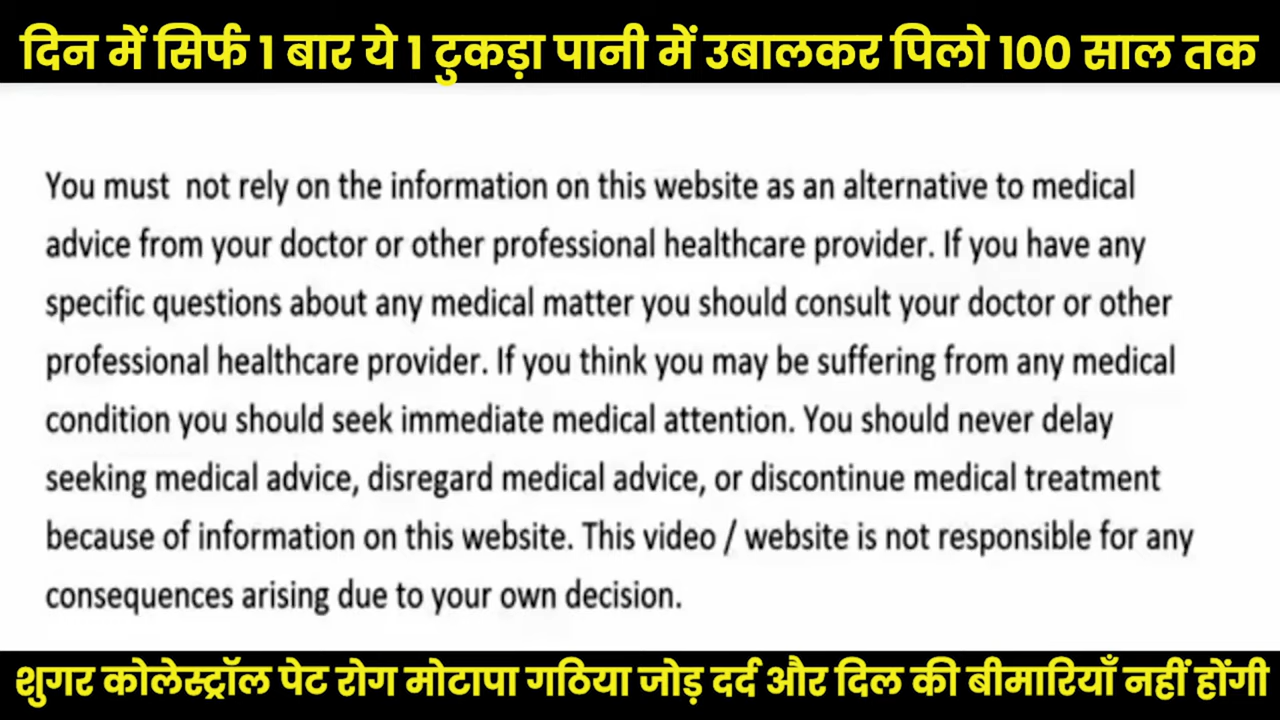 दिन में सिर्फ 1 बार ये 1 टुकड़ा पानी में उबालकर पिलो 100 साल तक
You must not rely on the information on this website as an alternative to medical
advice from your doctor or other professional healthcare provider. If you have any
specific questions about any medical matter you should consult your doctor or other
professional healthcare provider. If you think you may be suffering from any medical
condition you should seek immediate medical attention. You should never delay
seeking medical advice, disregard medical advice, or discontinue medical treatment
because of information on this website. This video / website is not responsible for any
consequences arising due to your own decision.
शुगर कोलेस्ट्रॉल पेट रोग मोटापा गठिया जोड़ दर्द और दिल की बीमारियाँ नहीं होंगी